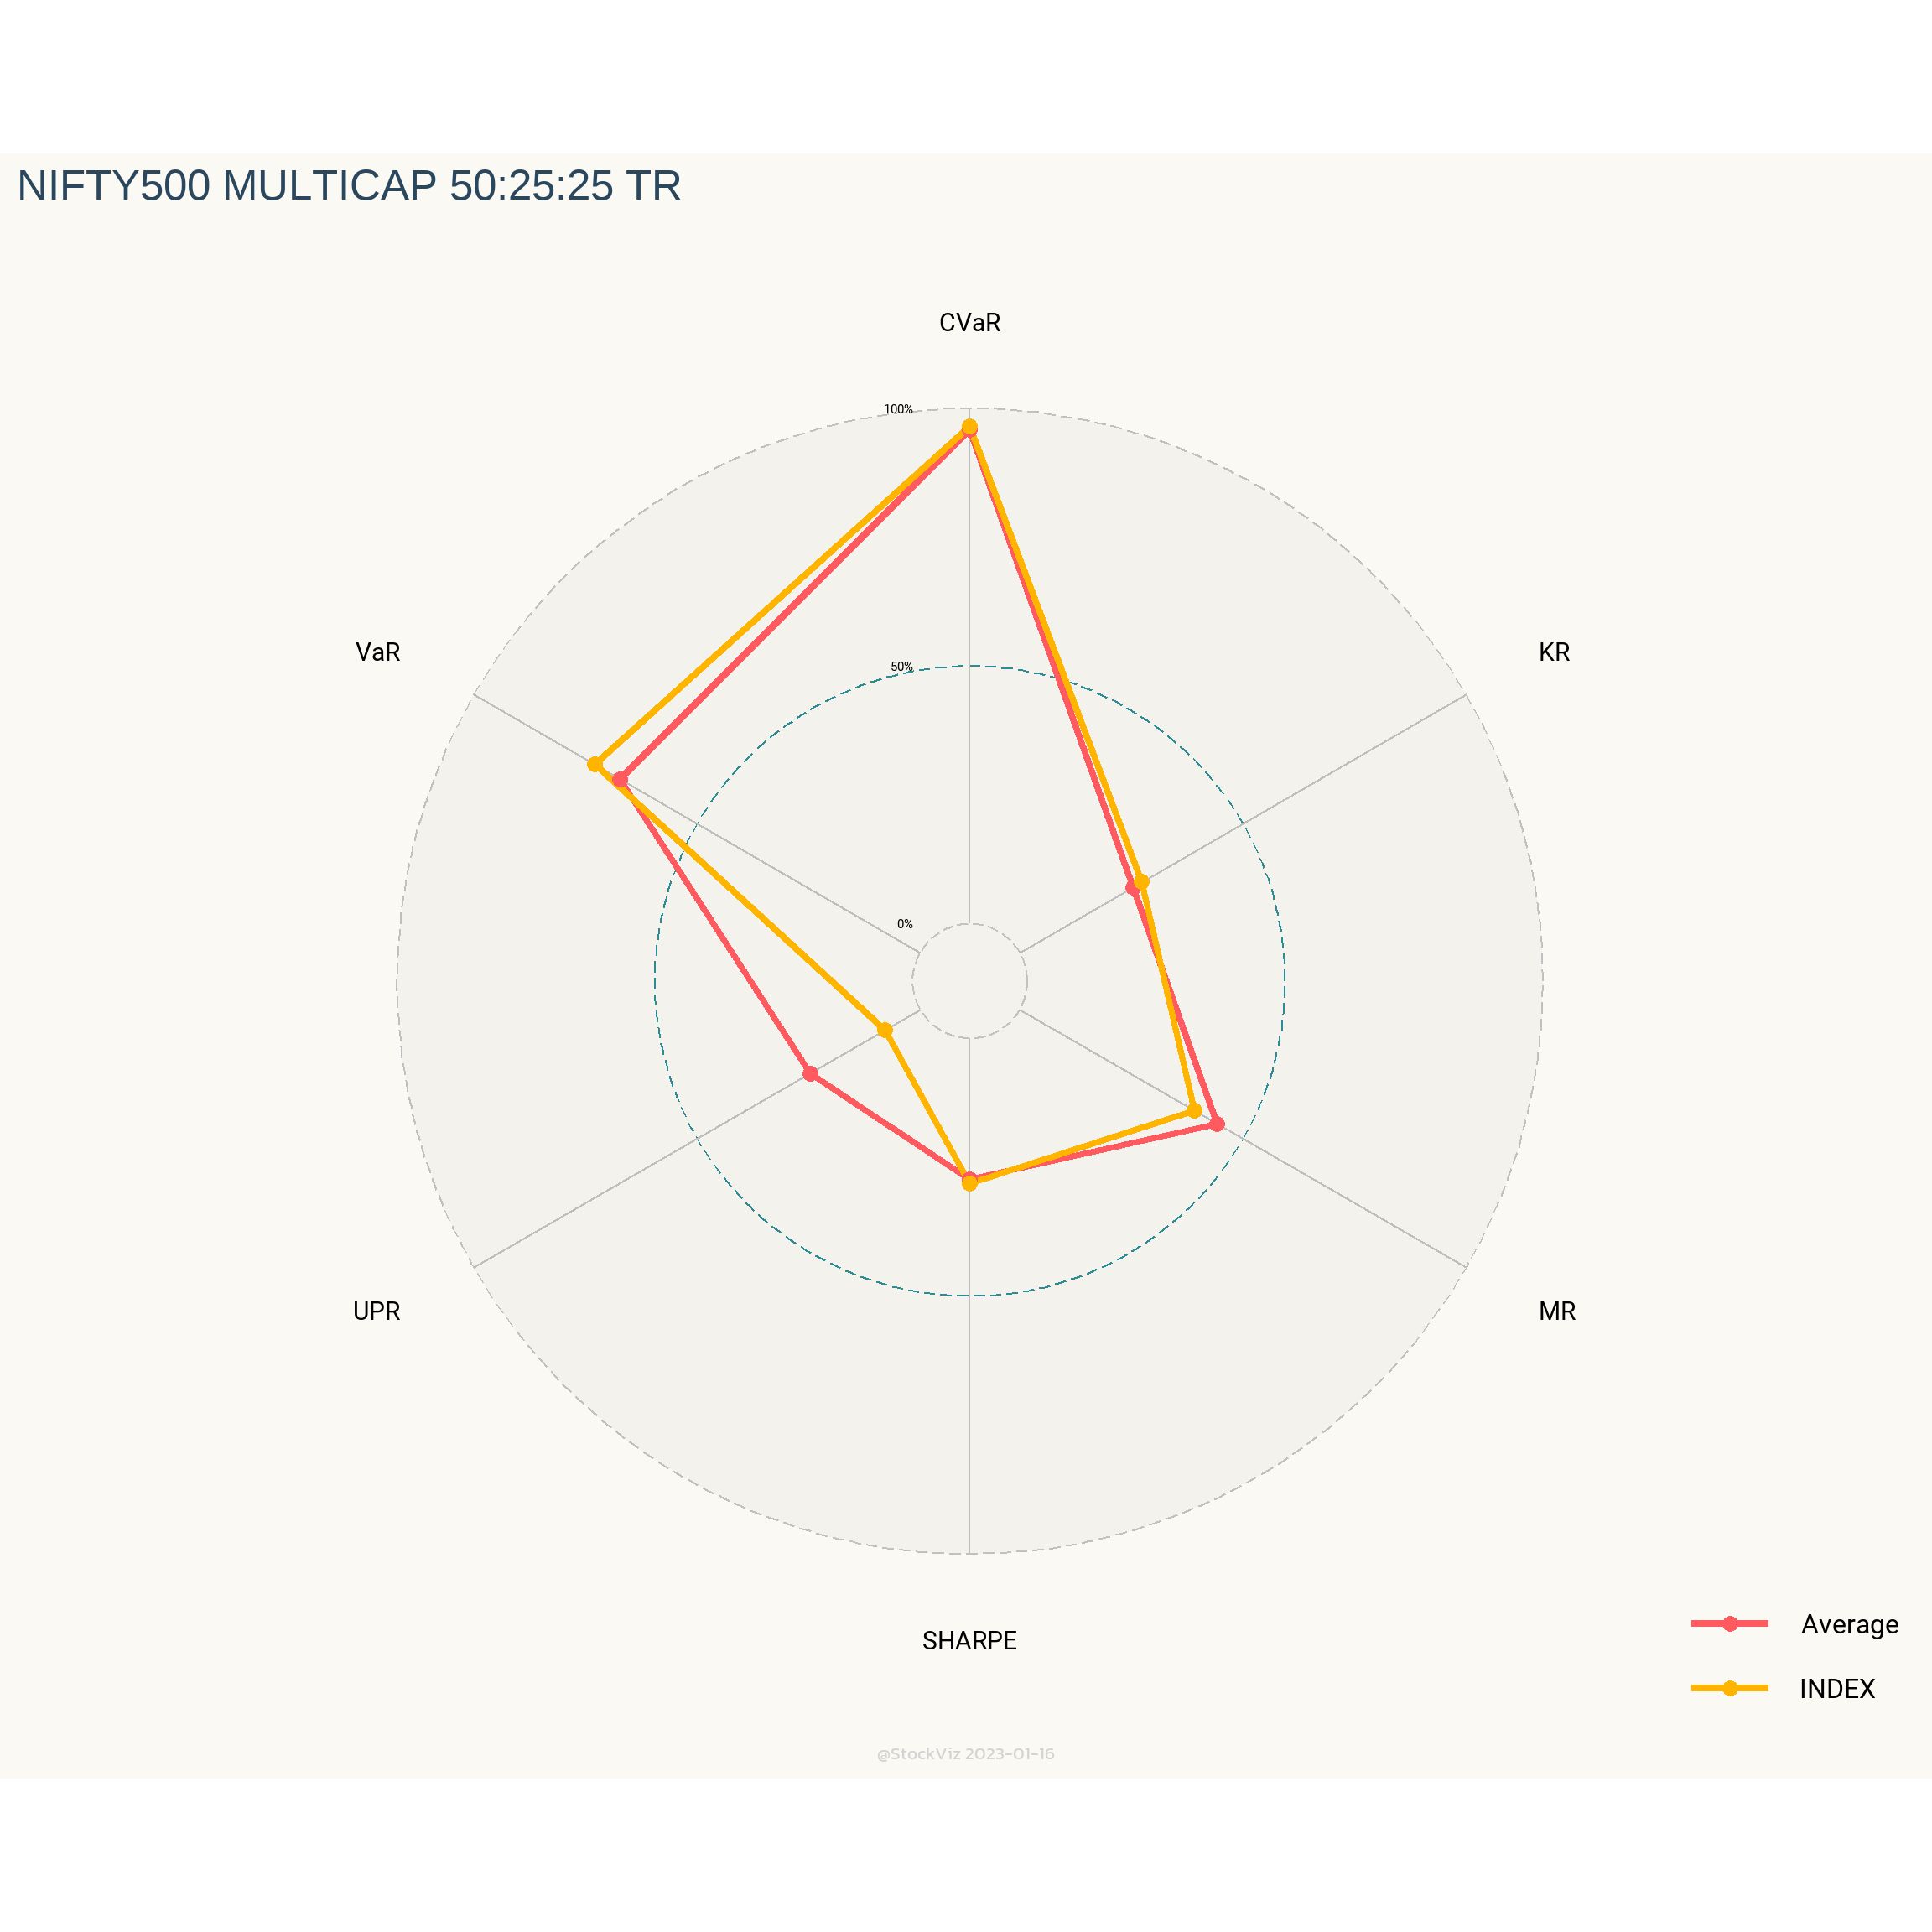 NIFTY500 MULTICAP 50:25:25 TR
CVaR
100%
VaR
KR
50%
0%
UPR
MR
SHARPE
Average
INDEX
@StockViz 2023-01-16